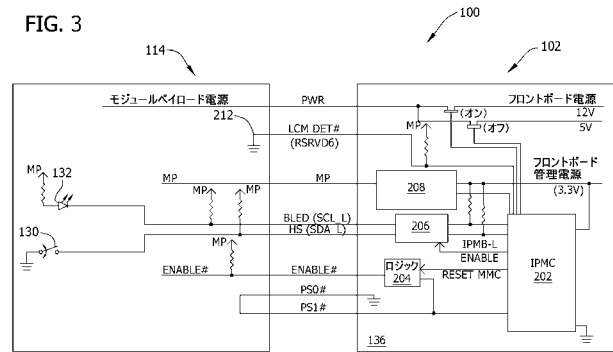 FIG. 3
100
114
102
モジュールペイロード電源
PWR
(オン)
フロントボード電源
12V
212
LCM DET#
(RSRVD6)
MP
(オフ)
5V
132
MP
MP
MP
MP
MP
208
フロントボード
管理電源
(3.3V)
130
BLED (SCL_L)
HS (SDA_L)
206
MP
IPMB-L
ENABLE
IPMC
202
ENABLE#
ENABLE#
ロジック
204
RESET MMC
PS0#
PS1#
136